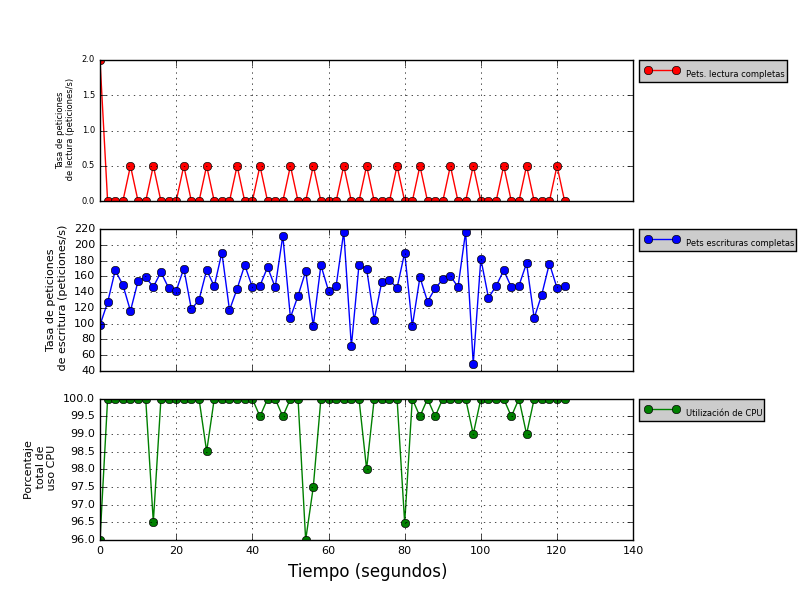 2.0
1.5
1.0
0.5
0.0
Tasa de peticiones
de lectura (peticiones/s)
Pets. lectura completas
220
200
180
160
140
120
100
80
60
40
Tasa de peticiones
de escritura (peticiones/s)
Pets escrituras completas
100.0
99.5
99.0
98.5
98.0
97.5
97.0
96.5
96.0
Porcentaje
total de
uso CPU
Utilización de CPU
0 20 40 60 80 100 120 140
Tiempo (segundos)